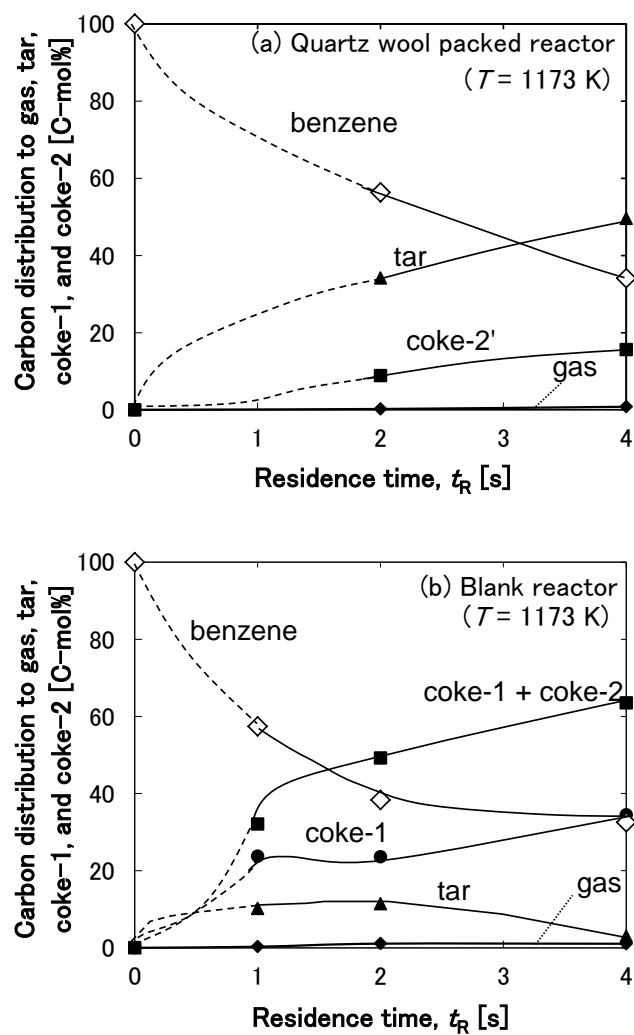 Carbon distribution to gas, tar,
coke-1, and coke-2 [C-mol%]
100
80
60
40
20
0
(a) Quartz wool packed reactor
(T = 1173 K)
benzene
tar
coke-2'
gas
0 1 2 3 4
Residence time, tR [s]
Carbon distribution to gas, tar,
coke-1, and coke-2 [C-mol%]
100
80
60
40
20
0
(b) Blank reactor
(T = 1173 K)
benzene
coke-1 + coke-2
coke-1
tar
gas
0 1 2 3 4
Residence time, tR [s]